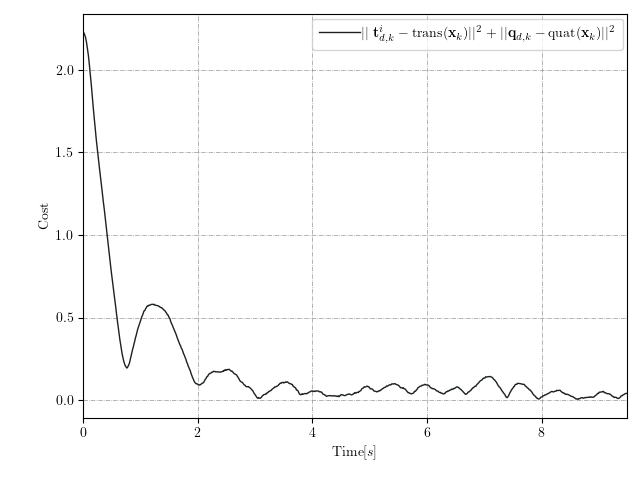 || t^i_{d,k} − trans(x_k)||^2 + ||q_{d,k} − quat(x_k)||^2
2.0
1.5
1.0
0.5
0.0
Cost
0 2 4 6 8
Time[s]